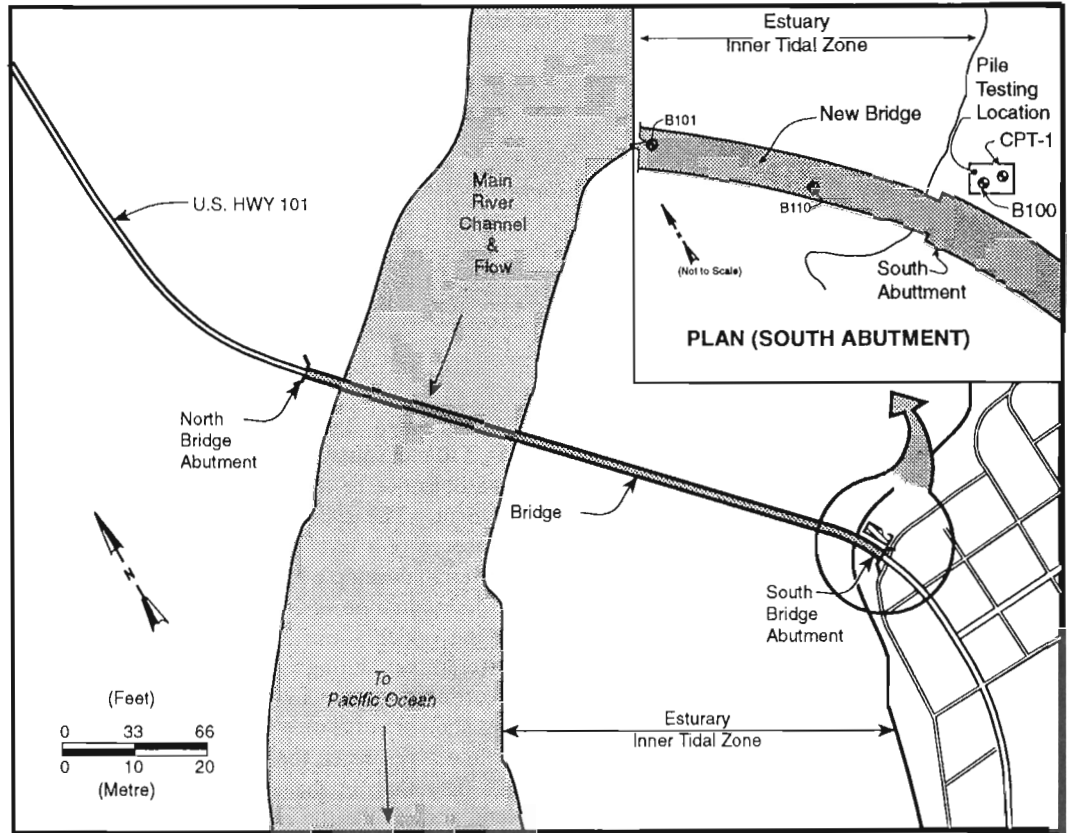 Estuary
Inner Tidal Zone
Pile
Testing
Location
CPT-1
B101
New Bridge
B110
B100
(Not to Scale)
South
Abuttment
PLAN (SOUTH ABUTMENT)
U.S. HWY 101
Main
River
Channel
&
Flow
North
Bridge
Abutment
Bridge
N
South
Bridge
Abutment
(Feet)
0 33 66
0 10 20
(Metre)
To
Pacific Ocean
Esturary
Inner Tidal Zone